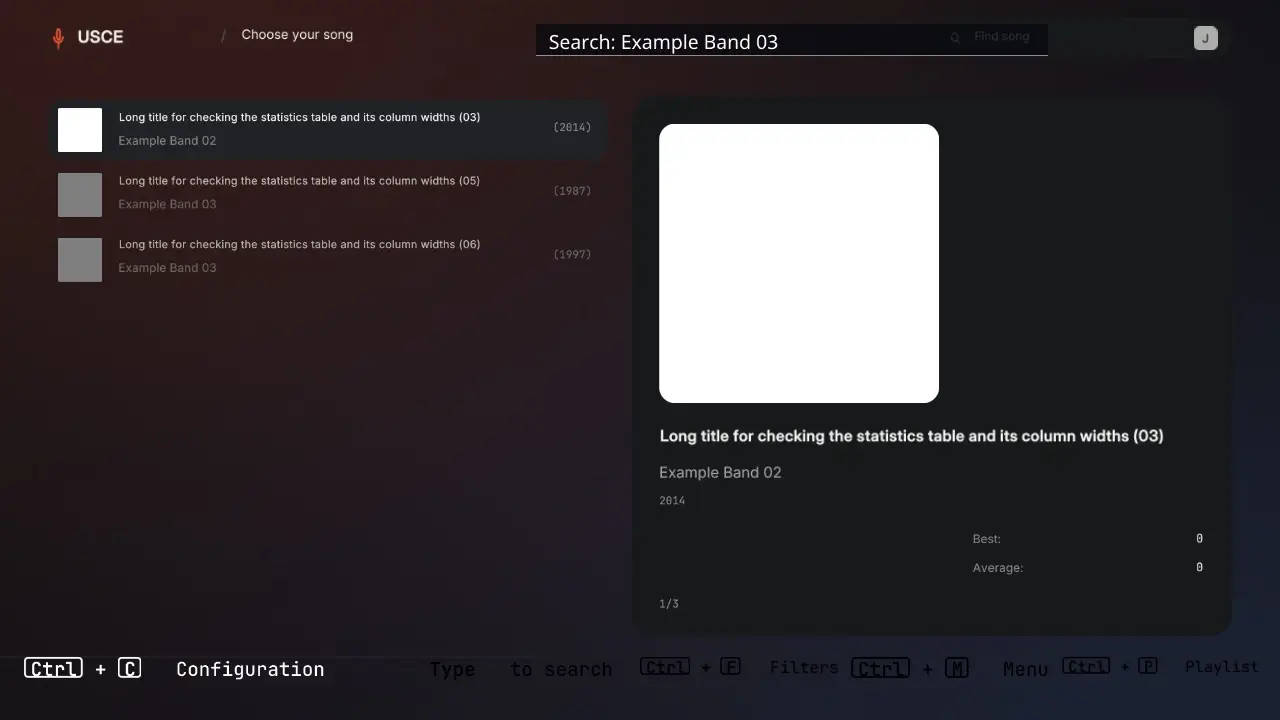 USCE / Choose your song
Search: Example Band 03
Find song
J
Long title for checking the statistics table and its column widths (03)
Example Band 02
(2014)
Long title for checking the statistics table and its column widths (05)
Example Band 03
(1987)
Long title for checking the statistics table and its column widths (06)
Example Band 03
(1997)
Long title for checking the statistics table and its column widths (03)
Example Band 02
2014
Best: 0
Average: 0
1/3
Ctrl + C Configuration Type to search Ctrl + F Filters Ctrl + M Menu Ctrl + P Playlist